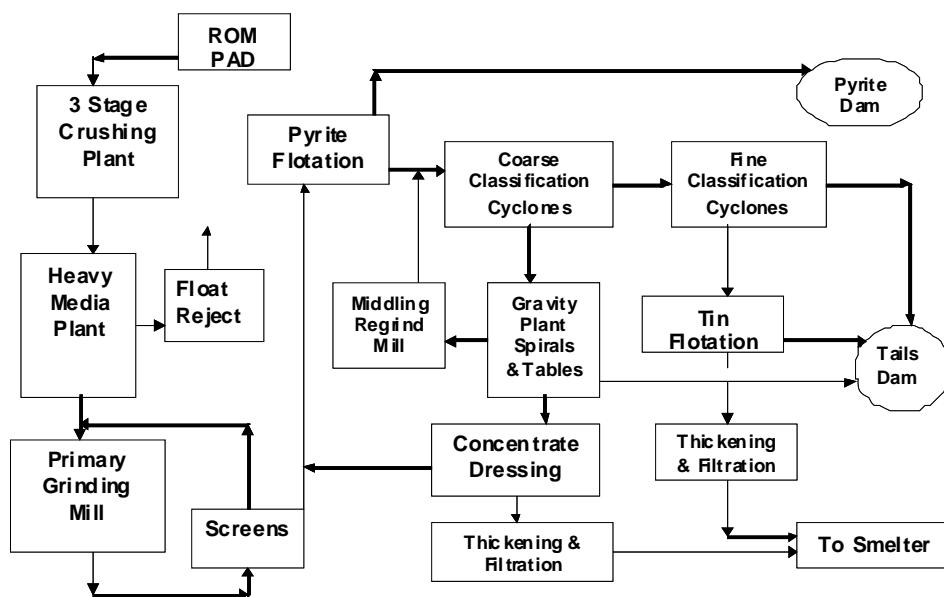 ROM
PAD
3 Stage
Crushing
Plant
Heavy
Media
Plant
Float
Reject
Primary
Grinding
Mill
Screens
Pyrite
Flotation
Pyrite
Dam
Coarse
Classification
Cyclones
Fine
Classification
Cyclones
Middling
Regrind
Mill
Gravity
Plant
Spirals
& Tables
Tin
Flotation
Tails
Dam
Concentrate
Dressing
Thickening
& Filtration
Thickening &
Filtration
To Smelter